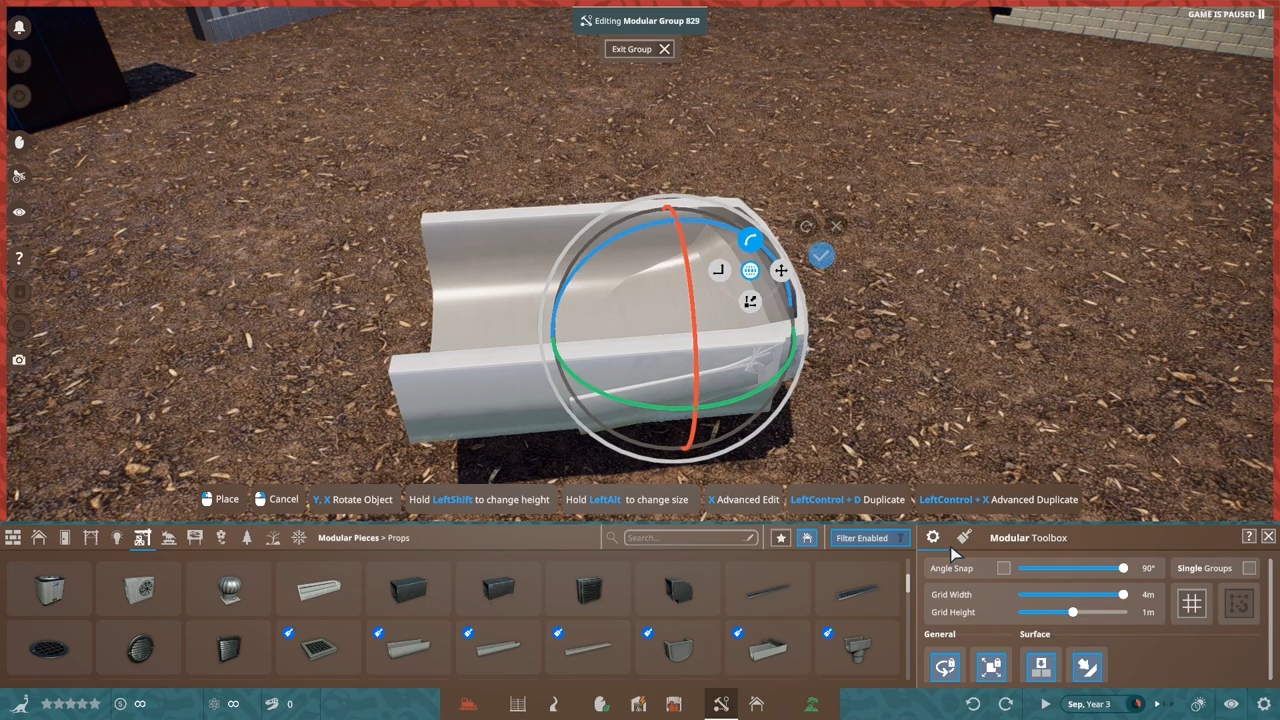 Editing Modular Group 829
GAME IS PAUSED
Exit Group
Place
Cancel
Y, X Rotate Object
Hold LeftShift to change height
Hold LeftAlt to change size
X Advanced Edit
LeftControl + D Duplicate
LeftControl + X Advanced Duplicate
Modular Pieces > Props
Search...
Filter Enabled
Modular Toolbox
?
Angle Snap
90°
Single Groups
Grid Width
4m
Grid Height
1m
General
Surface
?
∞
∞
0
Sep, Year 3